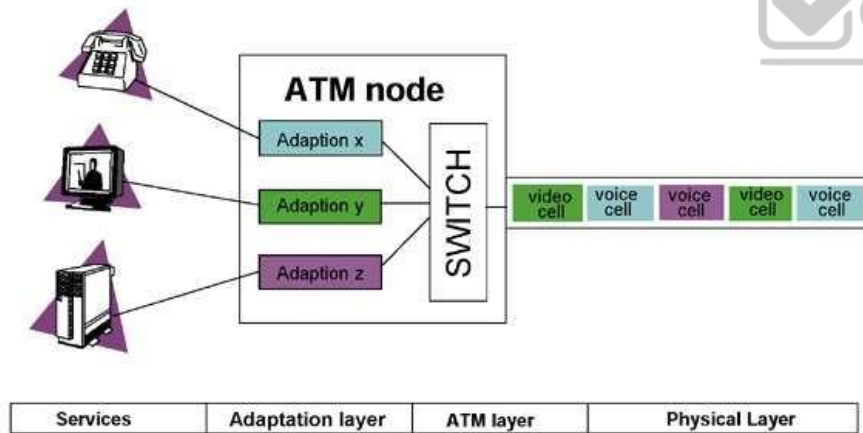 ATM node
Adaption x
Adaption y
Adaption z
SWITCH
video cell
voice cell
voice cell
video cell
voice cell
Services
Adaptation layer
ATM layer
Physical Layer